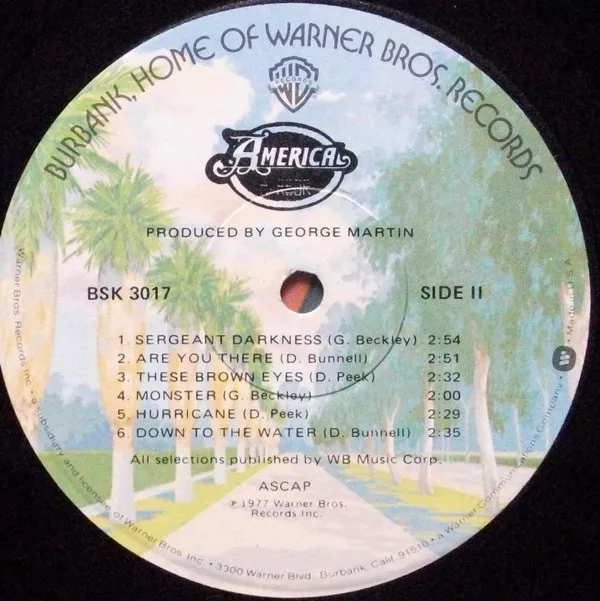 BURBANK, HOME OF WARNER BROS. RECORDS
WB
RECORDS
AMERICA
PRODUCED BY GEORGE MARTIN
BSK 3017
SIDE II
1. SERGEANT DARKNESS (G. Beckley) 2:54
2. ARE YOU THERE (D. Bunnell) 2:51
3. THESE BROWN EYES (D. Peek) 2:32
4. MONSTER (G. Beckley) 2:00
5. HURRICANE (D. Peek) 2:29
6. DOWN TO THE WATER (D. Bunnell) 2:35
All selections published by WB Music Corp.
ASCAP
℗ 1977 Warner Bros.
Records Inc.
Warner Bros. Records Inc. • a subsidiary and licensee of Warner Bros. Inc. • 3300 Warner Blvd., Burbank, Calif. 91510 • a Warner Communications Company • Made in U.S.A.